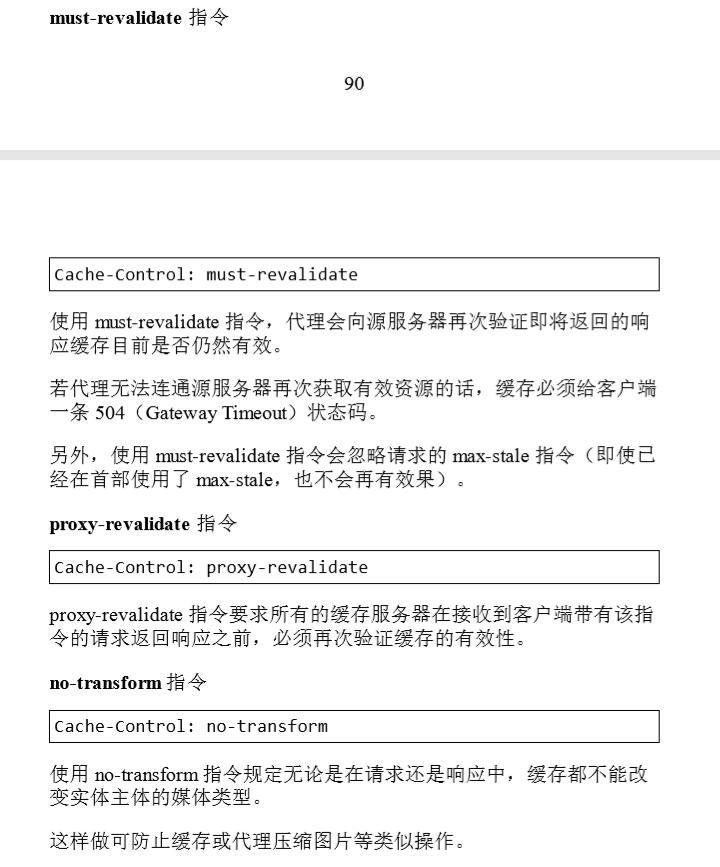 must-revalidate 指令
90
Cache-Control: must-revalidate
使用 must-revalidate 指令，代理会向源服务器再次验证即将返回的响
应缓存目前是否仍然有效。
若代理无法连通源服务器再次获取有效资源的话，缓存必须给客户端
一条 504（Gateway Timeout）状态码。
另外，使用 must-revalidate 指令会忽略请求的 max-stale 指令（即使已
经在首部使用了 max-stale，也不会再有效果）。
proxy-revalidate 指令
Cache-Control: proxy-revalidate
proxy-revalidate 指令要求所有的缓存服务器在接收到客户端带有该指
令的请求返回响应之前，必须再次验证缓存的有效性。
no-transform 指令
Cache-Control: no-transform
使用 no-transform 指令规定无论是在请求还是响应中，缓存都不能改
变实体主体的媒体类型。
这样做可防止缓存或代理压缩图片等类似操作。